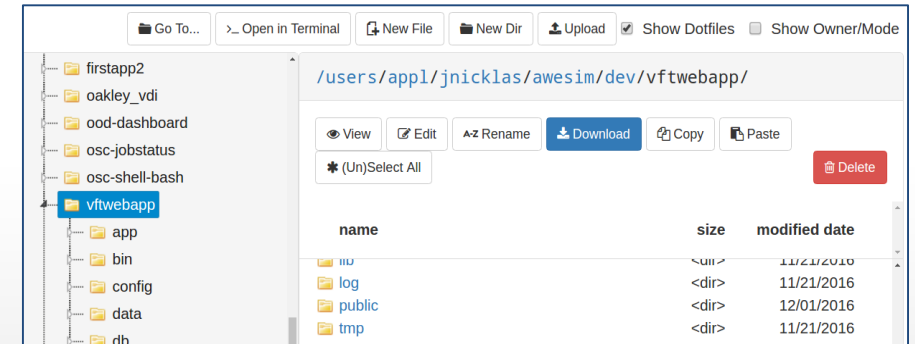 Go To... >_ Open in Terminal New File New Dir Upload Show Dotfiles Show Owner/Mode
firstapp2
oakley_vdi
ood-dashboard
osc-jobstatus
osc-shell-bash
vftwebapp
app
bin
config
data
db
/users/appl/jnicklas/awesim/dev/vftwebapp/
View Edit A-Z Rename Download Copy Paste
(Un)Select All Delete
name size modified date
lib <dir> 11/21/2016
log <dir> 11/21/2016
public <dir> 12/01/2016
tmp <dir> 11/21/2016